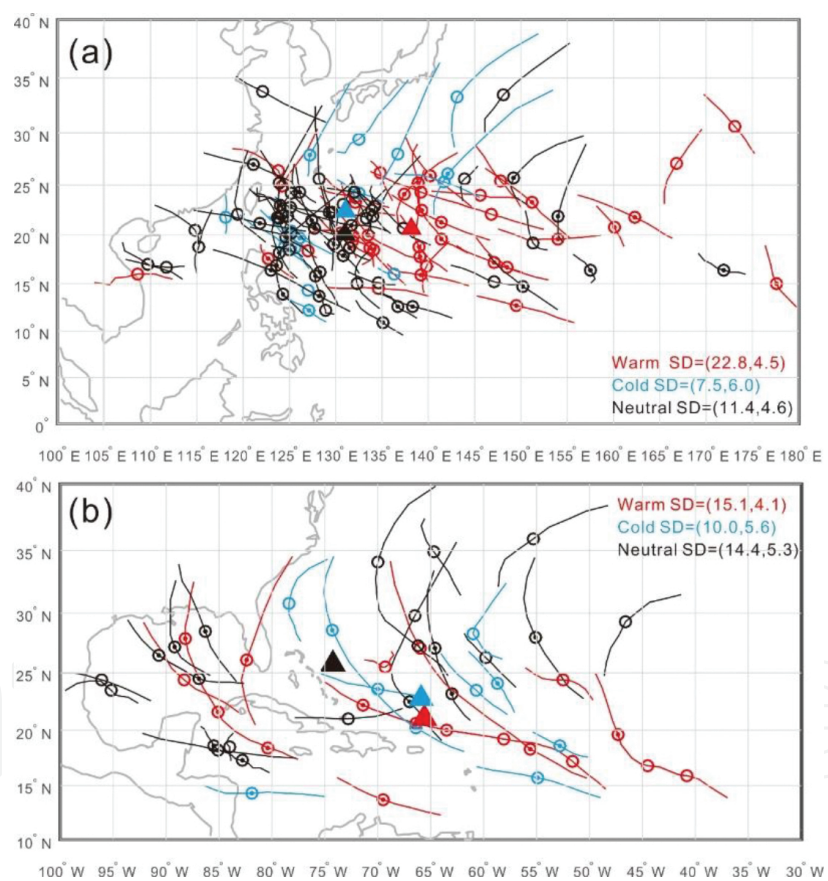 40° N
(a)
35° N
30° N
25° N
20° N
15° N
10° N
5° N
0°
Warm SD=(22.8,4.5)
Cold SD=(7.5,6.0)
Neutral SD=(11.4,4.6)
100° E 105° E 110° E 115° E 120° E 125° E 130° E 135° E 140° E 145° E 150° E 155° E 160° E 165° E 170° E 175° E 180° E
40° N
(b)
35° N
30° N
25° N
20° N
15° N
10° N
Warm SD=(15.1,4.1)
Cold SD=(10.0,5.6)
Neutral SD=(14.4,5.3)
100° W 95° W 90° W 85° W 80° W 75° W 70° W 65° W 60° W 55° W 50° W 45° W 40° W 35° W 30° W